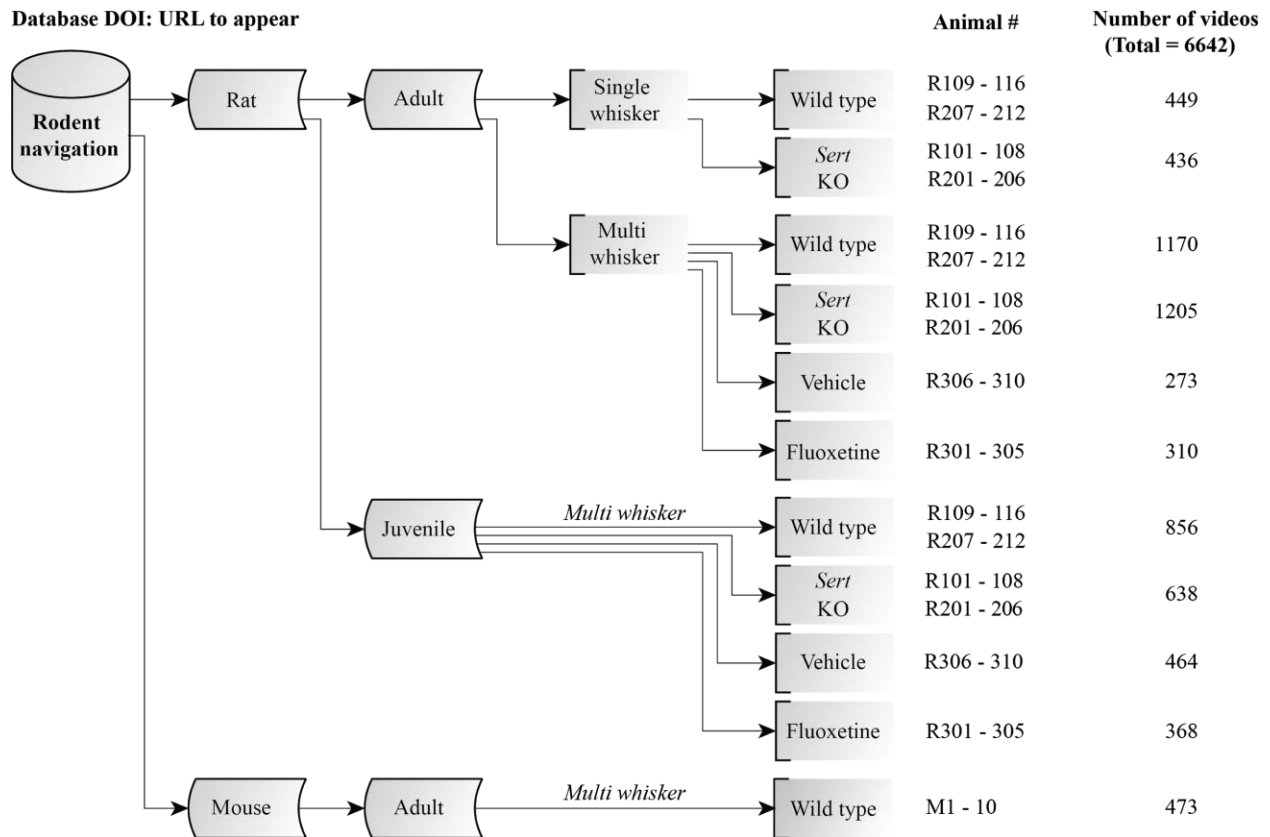 Database DOI: URL to appear
Animal #
Number of videos
(Total = 6642)
Rodent
navigation
Rat
Adult
Single
whisker
Wild type
R109 - 116
R207 - 212
449
Sert
KO
R101 - 108
R201 - 206
436
Multi
whisker
Wild type
R109 - 116
R207 - 212
1170
Sert
KO
R101 - 108
R201 - 206
1205
Vehicle
R306 - 310
273
Fluoxetine
R301 - 305
310
Juvenile
Multi whisker
Wild type
R109 - 116
R207 - 212
856
Sert
KO
R101 - 108
R201 - 206
638
Vehicle
R306 - 310
464
Fluoxetine
R301 - 305
368
Mouse
Adult
Multi whisker
Wild type
M1 - 10
473